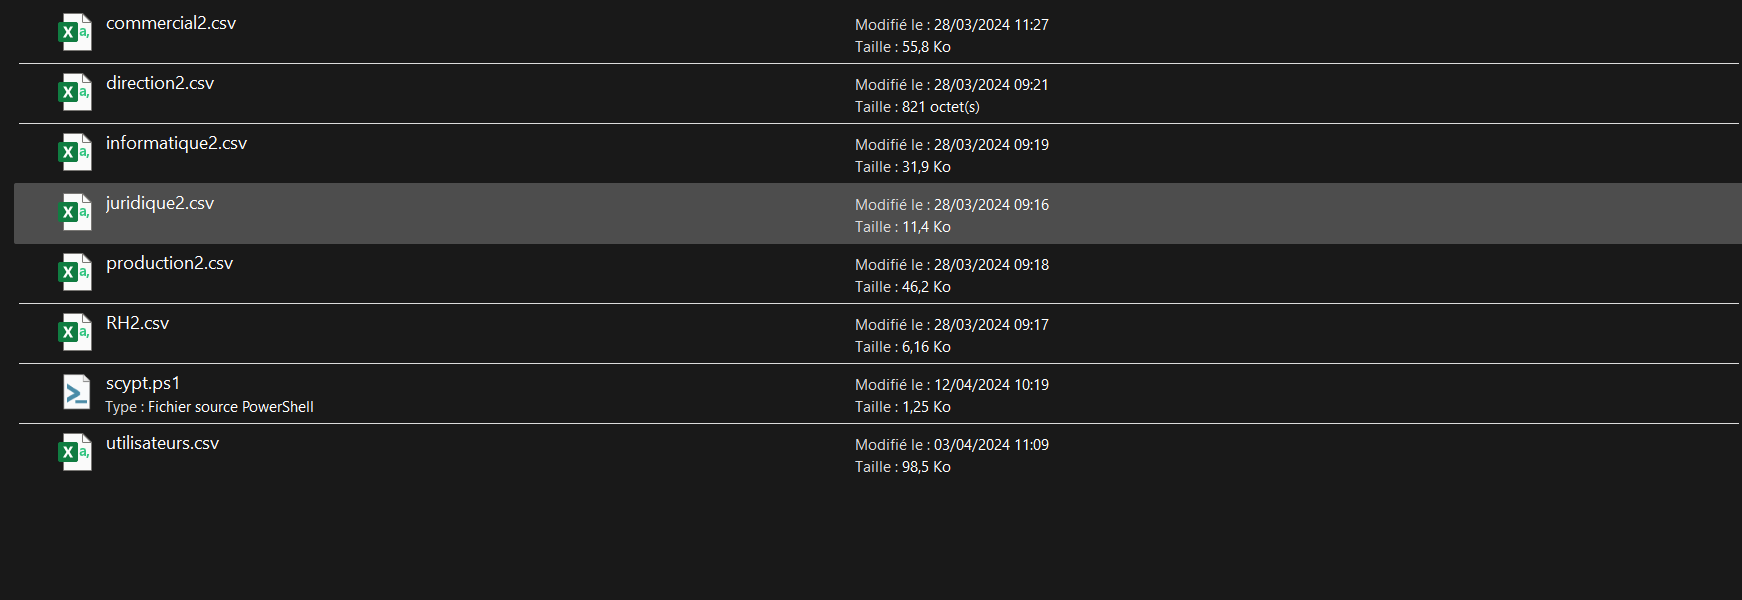 commercial2.csv
Modifié le : 28/03/2024 11:27
Taille : 55,8 Ko
direction2.csv
Modifié le : 28/03/2024 09:21
Taille : 821 octet(s)
informatique2.csv
Modifié le : 28/03/2024 09:19
Taille : 31,9 Ko
juridique2.csv
Modifié le : 28/03/2024 09:16
Taille : 11,4 Ko
production2.csv
Modifié le : 28/03/2024 09:18
Taille : 46,2 Ko
RH2.csv
Modifié le : 28/03/2024 09:17
Taille : 6,16 Ko
scypt.ps1
Modifié le : 12/04/2024 10:19
Type : Fichier source PowerShell
Taille : 1,25 Ko
utilisateurs.csv
Modifié le : 03/04/2024 11:09
Taille : 98,5 Ko